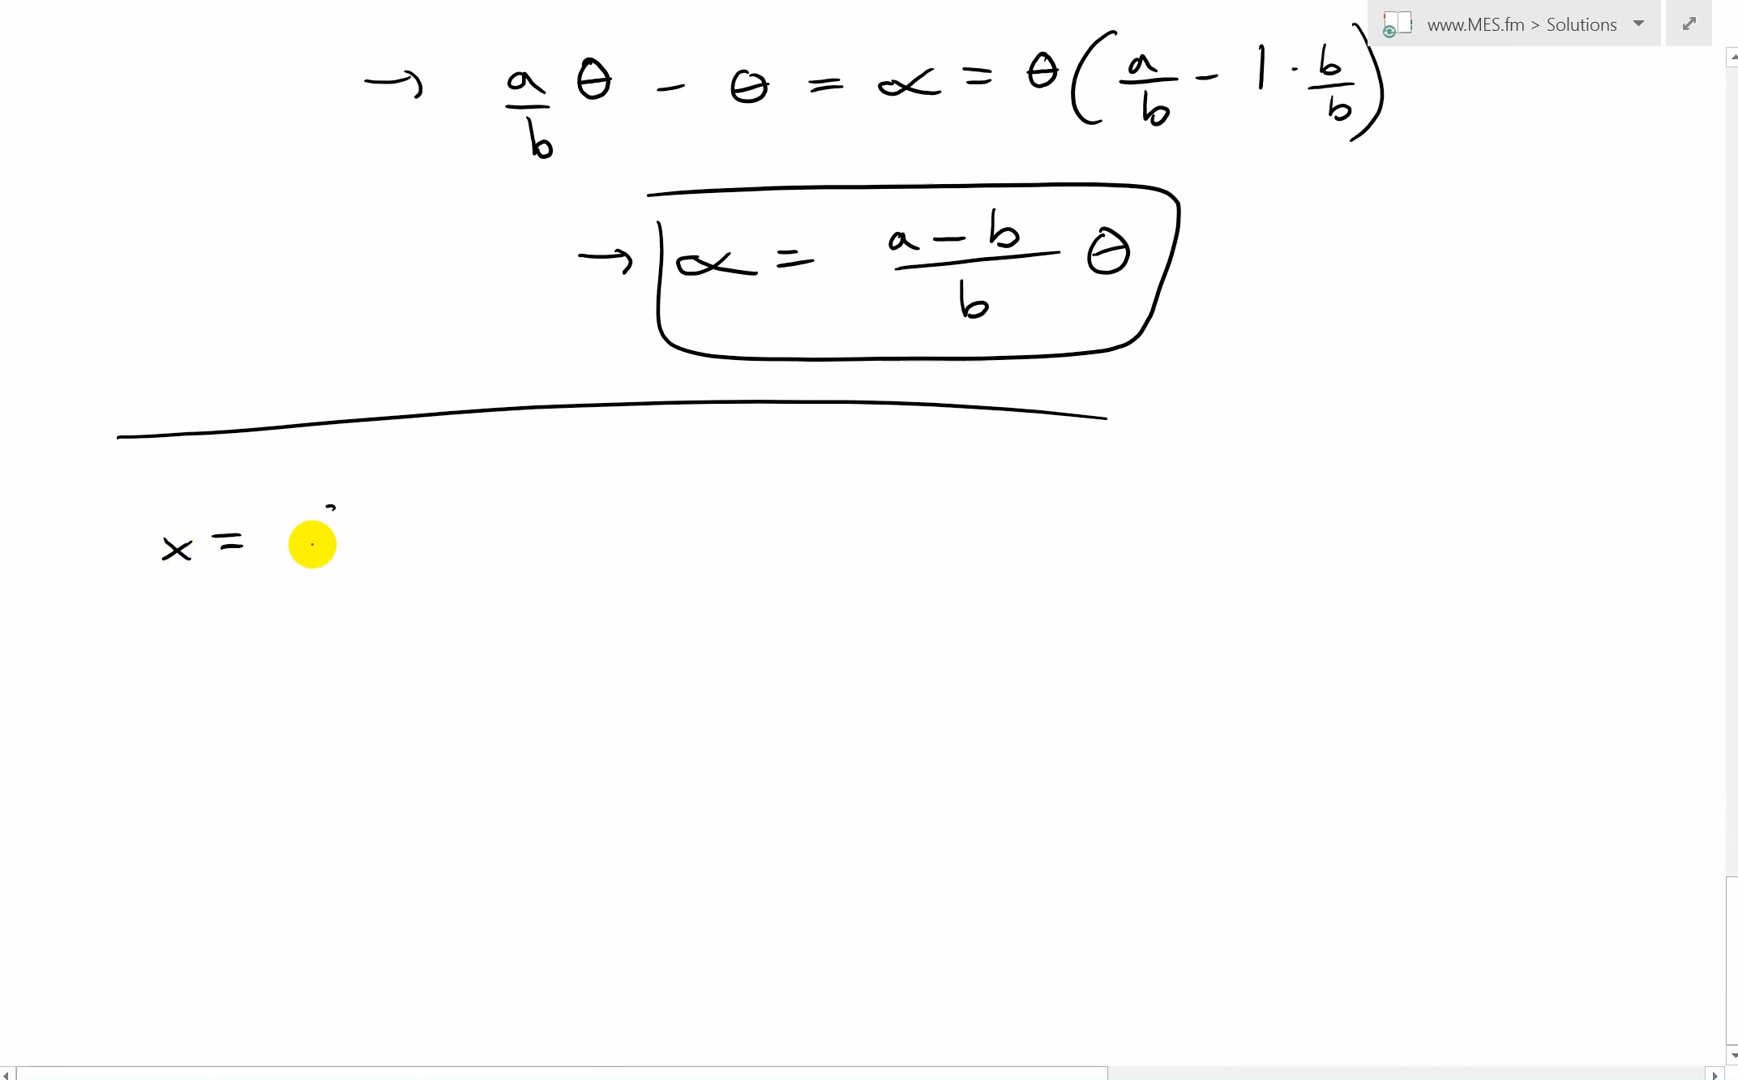 www.MES.fm > Solutions
→ a/b θ - θ = α = θ(a/b - 1 · b/b)
→ α = a - b/b θ
x =